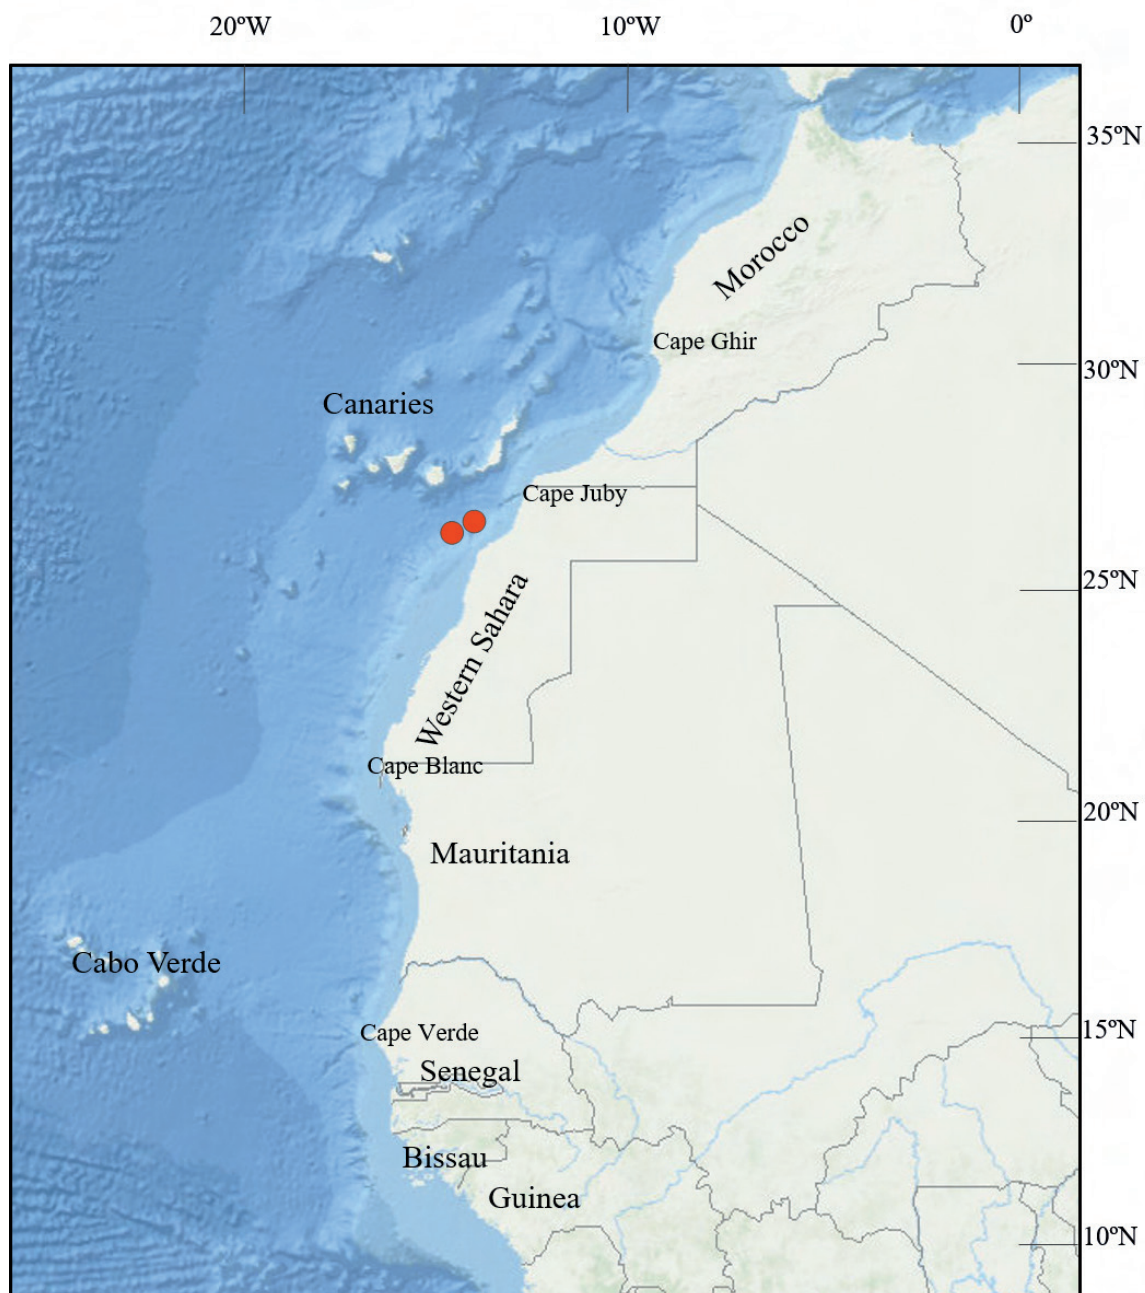 20ºW
10ºW
0º
35ºN
Morocco
Cape Ghir
30ºN
Canaries
Cape Juby
25ºN
Western Sahara
Cape Blanc
20ºN
Mauritania
Cabo Verde
Cape Verde
15ºN
Senegal
Bissau
Guinea
10ºN